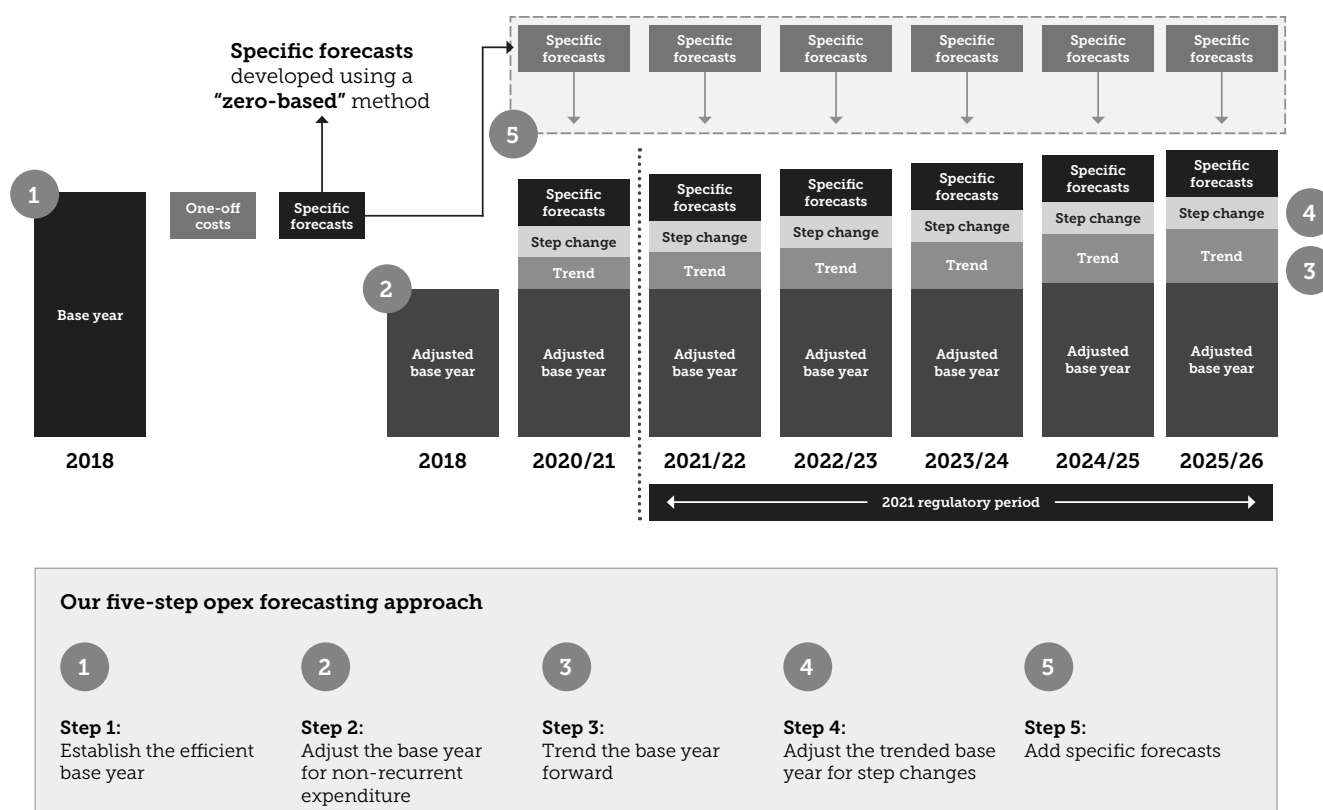 Specific forecasts
developed using a
“zero-based” method
Specific
forecasts
Specific
forecasts
Specific
forecasts
Specific
forecasts
Specific
forecasts
Specific
forecasts
5
1
Base year
2018
One-off
costs
Specific
forecasts
2
Adjusted
base year
2018
Specific
forecasts
Step change
Trend
Adjusted
base year
2020/21
Specific
forecasts
Step change
Trend
Adjusted
base year
2021/22
Specific
forecasts
Step change
Trend
Adjusted
base year
2022/23
Specific
forecasts
Step change
Trend
Adjusted
base year
2023/24
Specific
forecasts
Step change
Trend
Adjusted
base year
2024/25
Specific
forecasts
Step change
Trend
Adjusted
base year
2025/26
4
3
2021 regulatory period
Our five-step opex forecasting approach
1
Step 1:
Establish the efficient
base year
2
Step 2:
Adjust the base year
for non-recurrent
expenditure
3
Step 3:
Trend the base year
forward
4
Step 4:
Adjust the trended base
year for step changes
5
Step 5:
Add specific forecasts